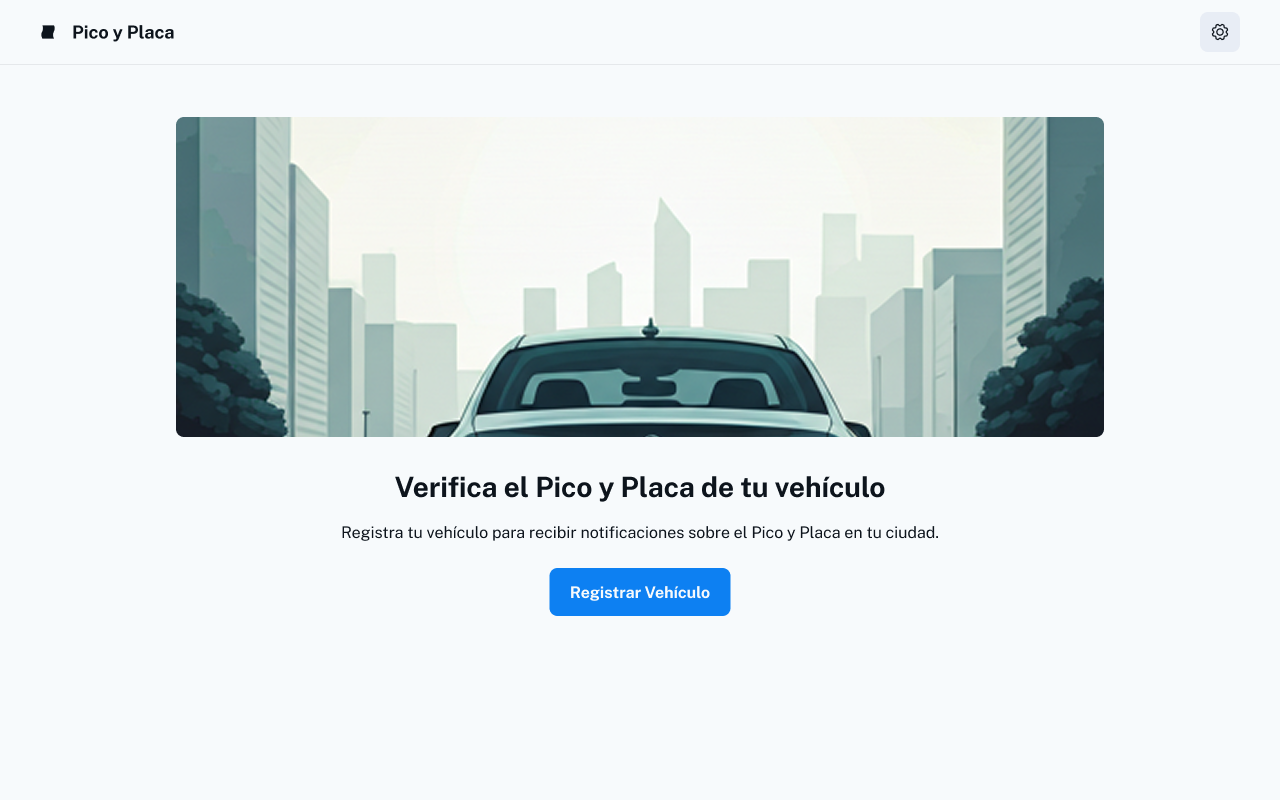 Pico y Placa
Verifica el Pico y Placa de tu vehículo
Registra tu vehículo para recibir notificaciones sobre el Pico y Placa en tu ciudad.
Registrar Vehículo